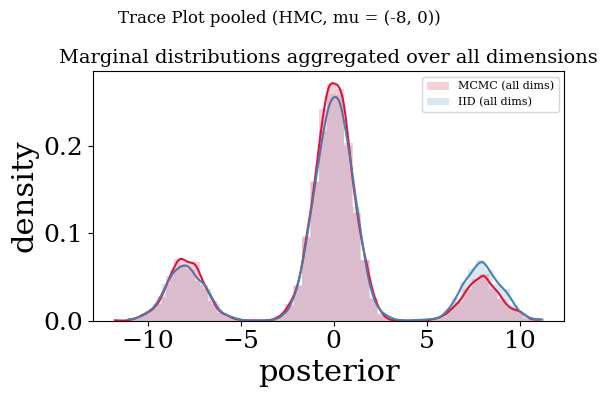 Trace Plot pooled (HMC, mu = (-8, 0))
Marginal distributions aggregated over all dimensions
MCMC (all dims)
IID (all dims)
density
0.2
0.1
0.0
−10
−5
0
5
10
posterior